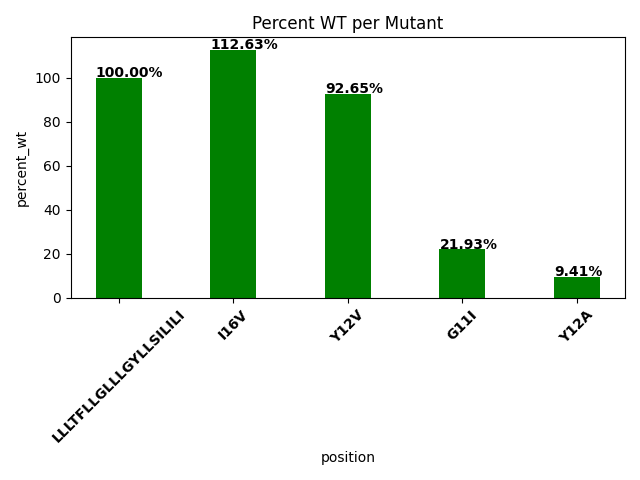 Percent WT per Mutant
percent_wt
100
80
60
40
20
0
100.00%
112.63%
92.65%
21.93%
9.41%
LLLTFLLGLLLGYLLSILILI
I16V
Y12V
G11I
Y12A
position